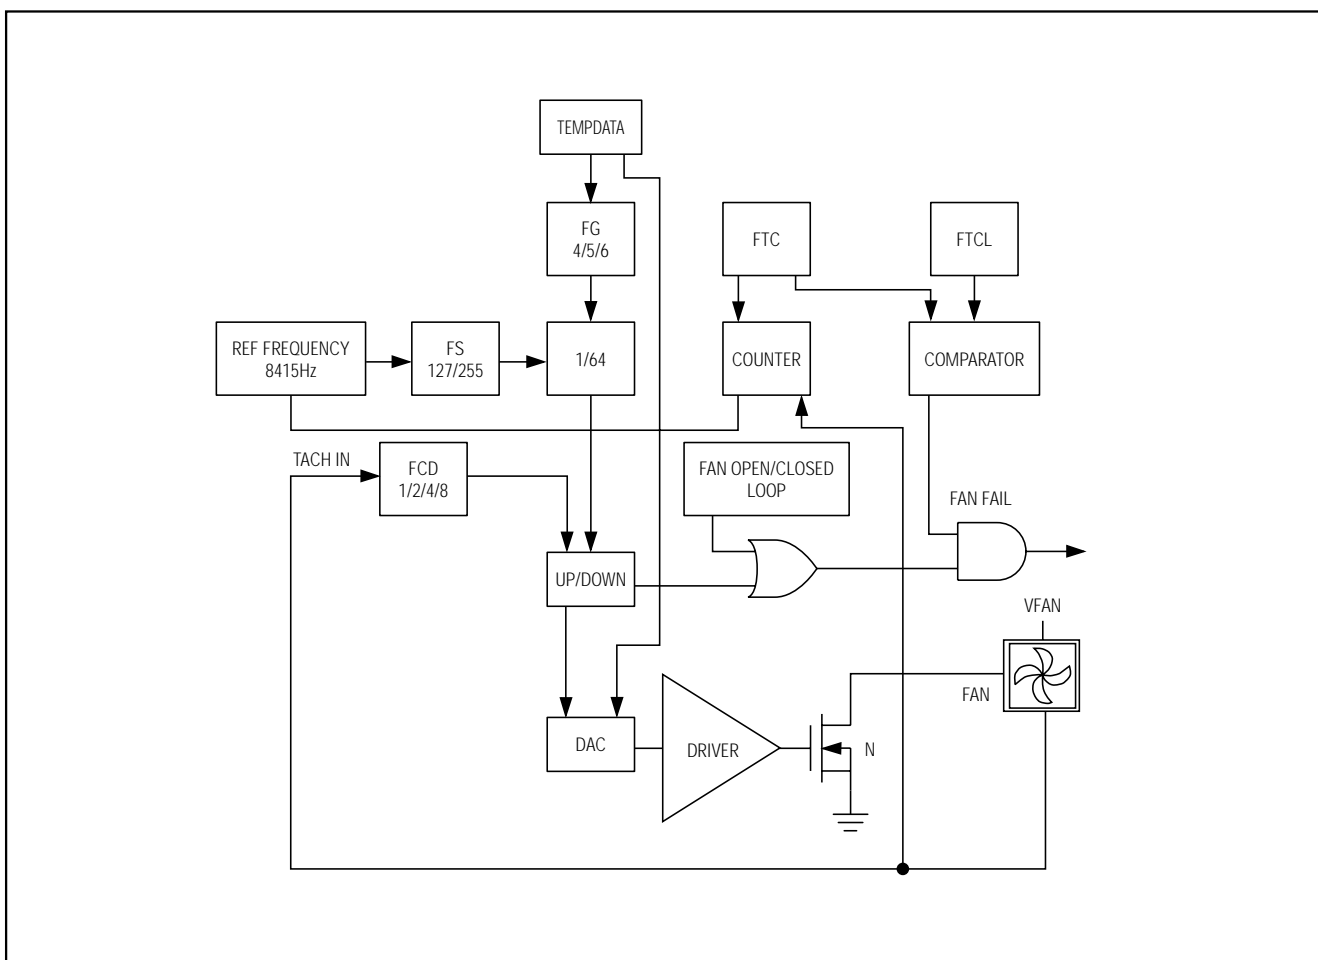 TEMPDATA
FG
4/5/6
FTC
FTCL
REF FREQUENCY
8415Hz
FS
127/255
1/64
COUNTER
COMPARATOR
TACH IN
FCD
1/2/4/8
FAN OPEN/CLOSED
LOOP
FAN FAIL
UP/DOWN
VFAN
FAN
DAC
DRIVER
N